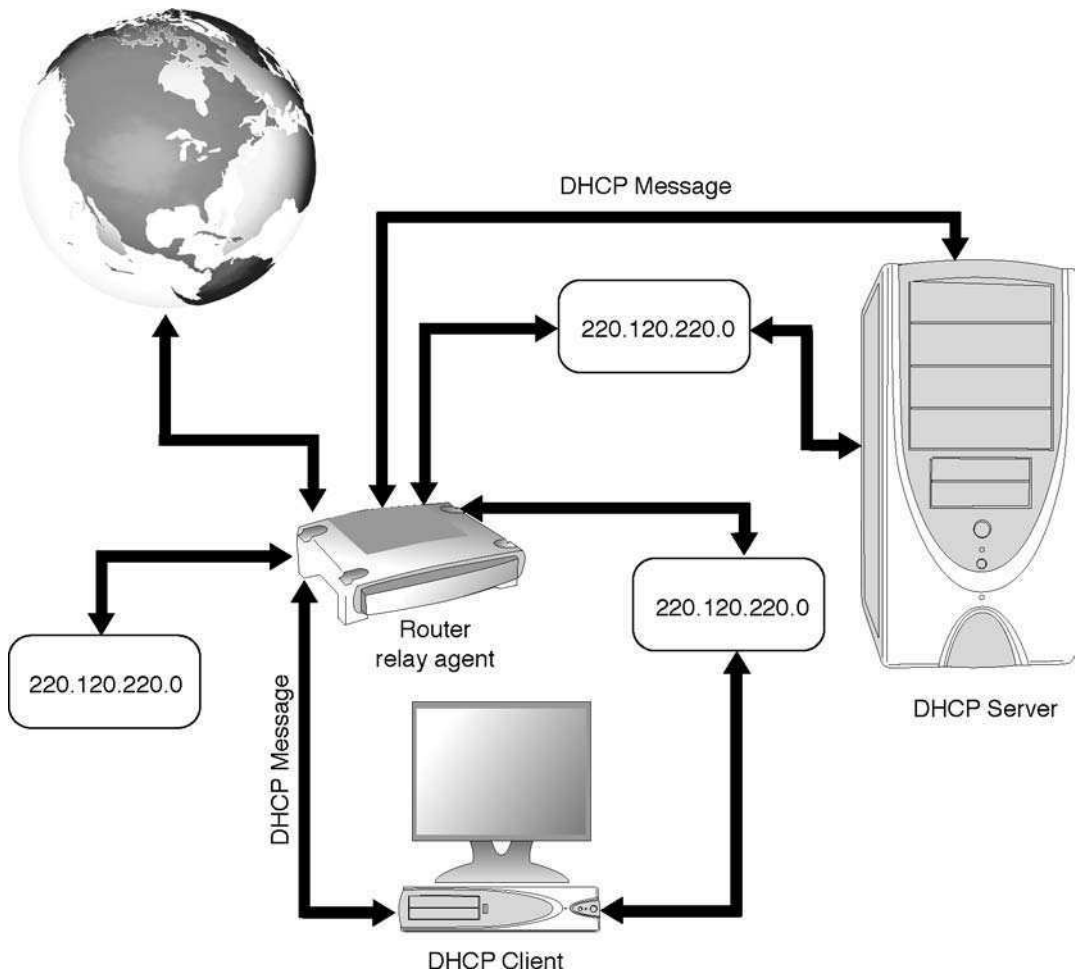 DHCP Message
220.120.220.0
220.120.220.0
Router
relay agent
220.120.220.0
DHCP Server
DHCP Message
DHCP Client